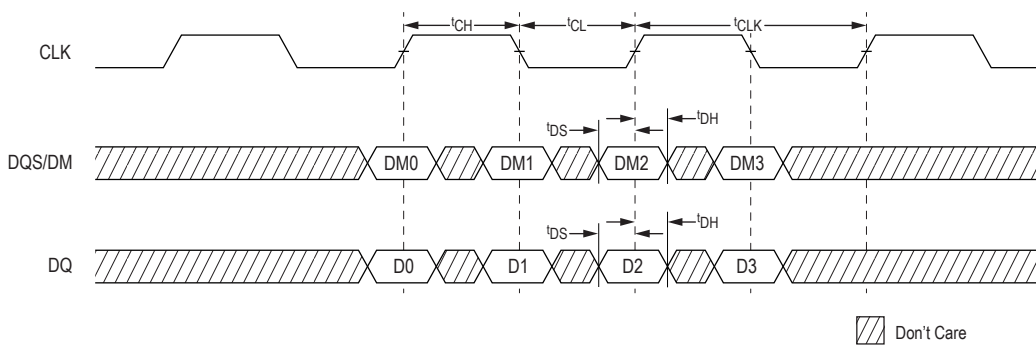 tCH tCL tCLK
CLK
tDS tDH
DQS/DM DM0 DM1 DM2 DM3
tDS tDH
DQ D0 D1 D2 D3
Don't Care